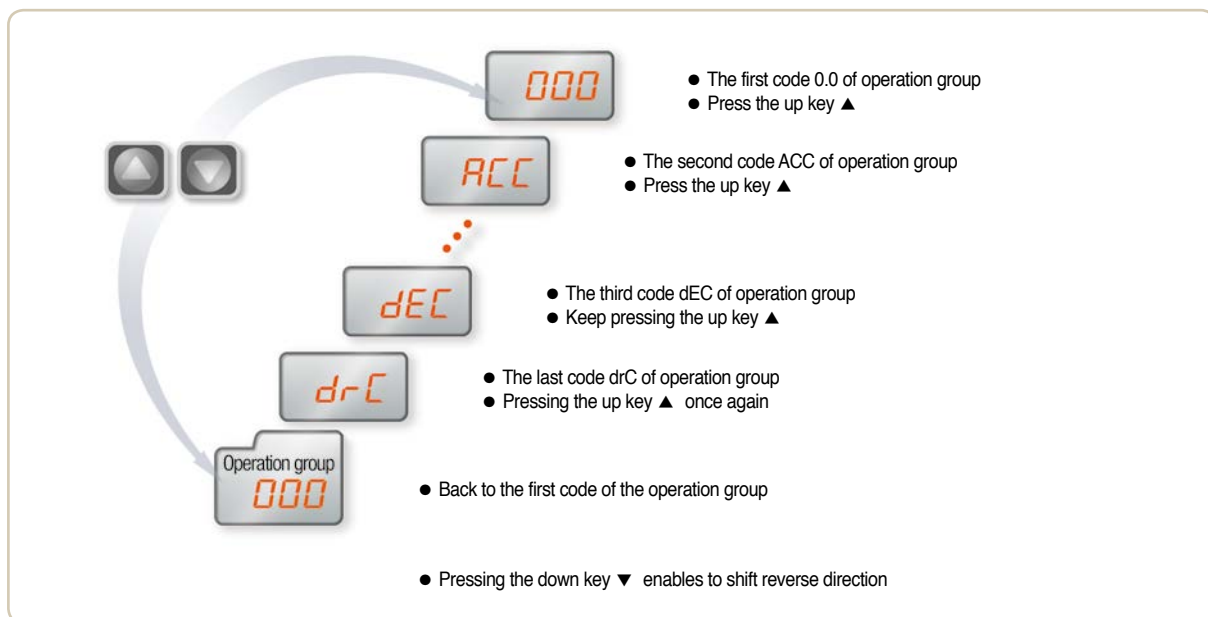 000
● The first code 0.0 of operation group
● Press the up key ▲
ACC
● The second code ACC of operation group
● Press the up key ▲
dEC
● The third code dEC of operation group
● Keep pressing the up key ▲
drC
● The last code drC of operation group
● Pressing the up key ▲ once again
Operation group
000
● Back to the first code of the operation group
● Pressing the down key ▼ enables to shift reverse direction